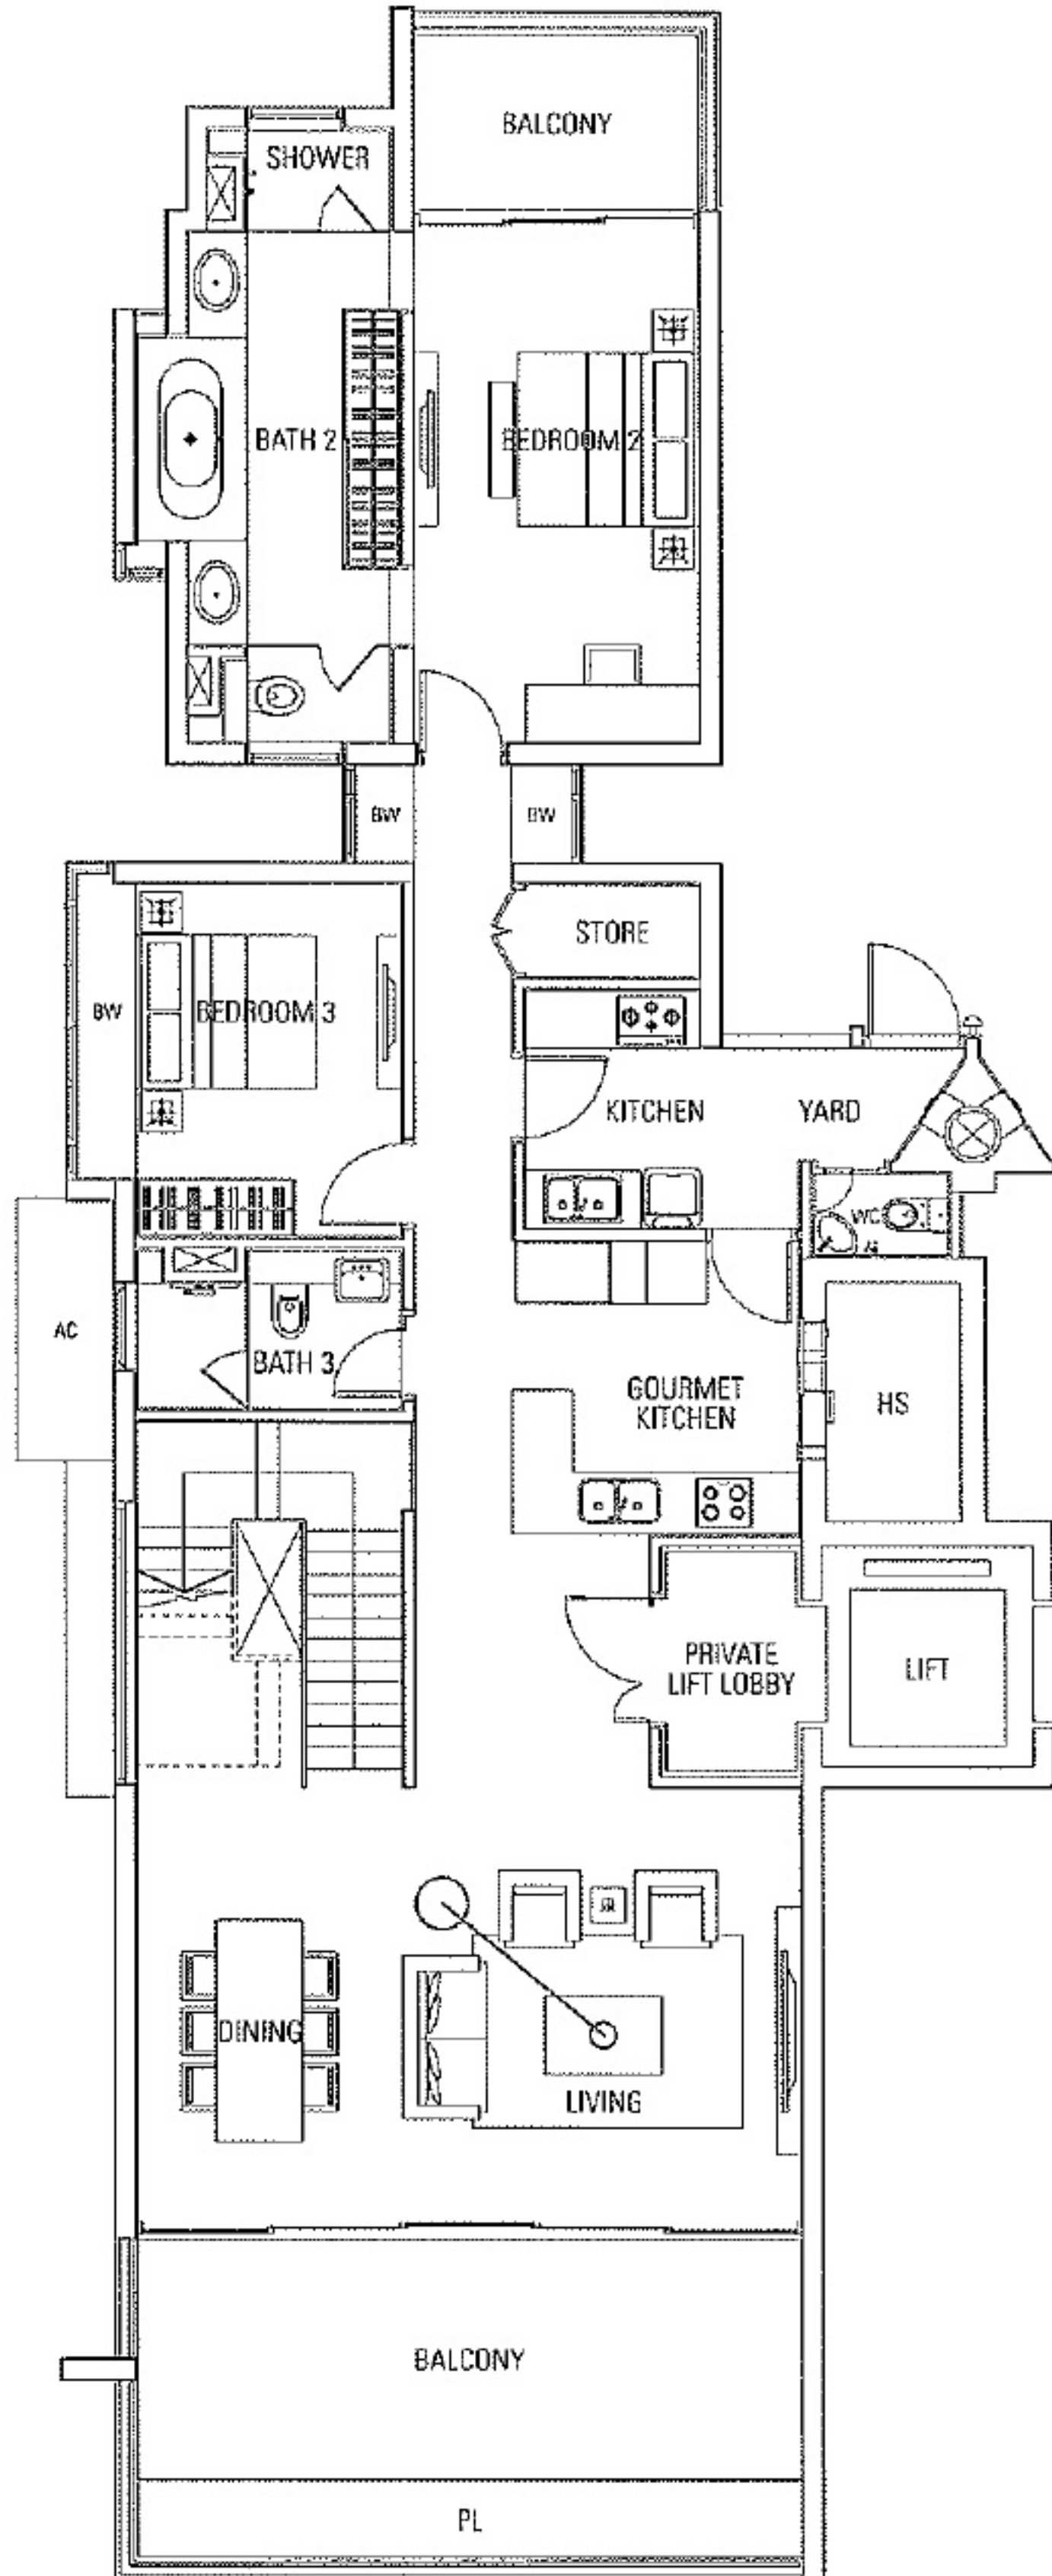 BALCONY
SHOWER
BATH 2
BEDROOM 2
BW
BW
STORE
BW
BEDROOM 3
KITCHEN
YARD
WC
AC
BATH 3
GOURMET
KITCHEN
HS
PRIVATE
LIFT LOBBY
LIFT
DINING
LIVING
BALCONY
PL